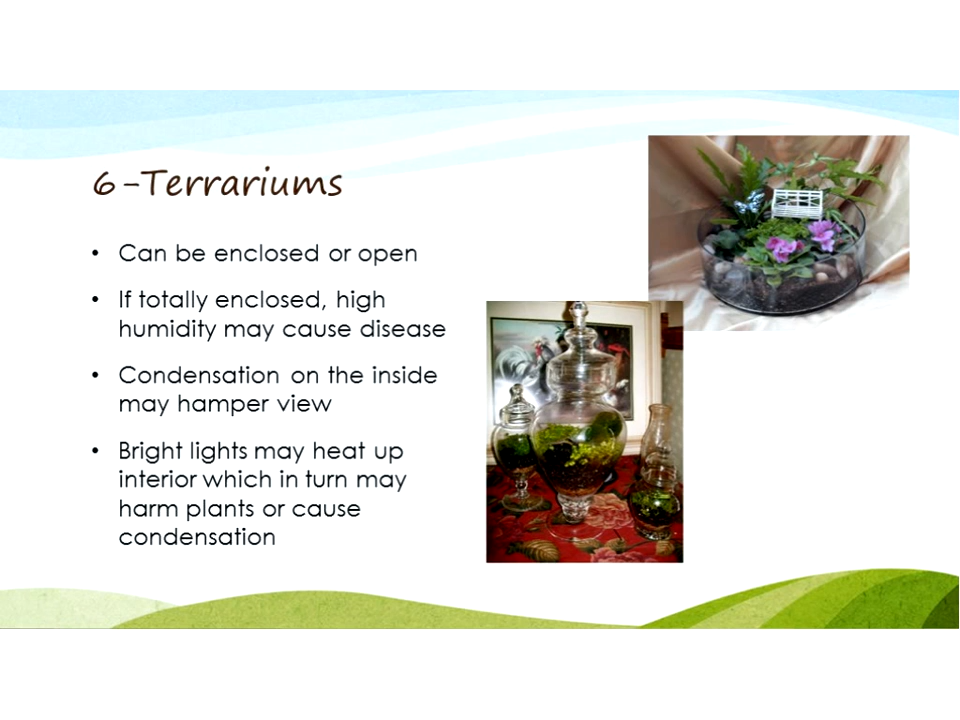 6 -Terrariums
• Can be enclosed or open
• If totally enclosed, high
humidity may cause disease
• Condensation on the inside
may hamper view
• Bright lights may heat up
interior which in turn may
harm plants or cause
condensation